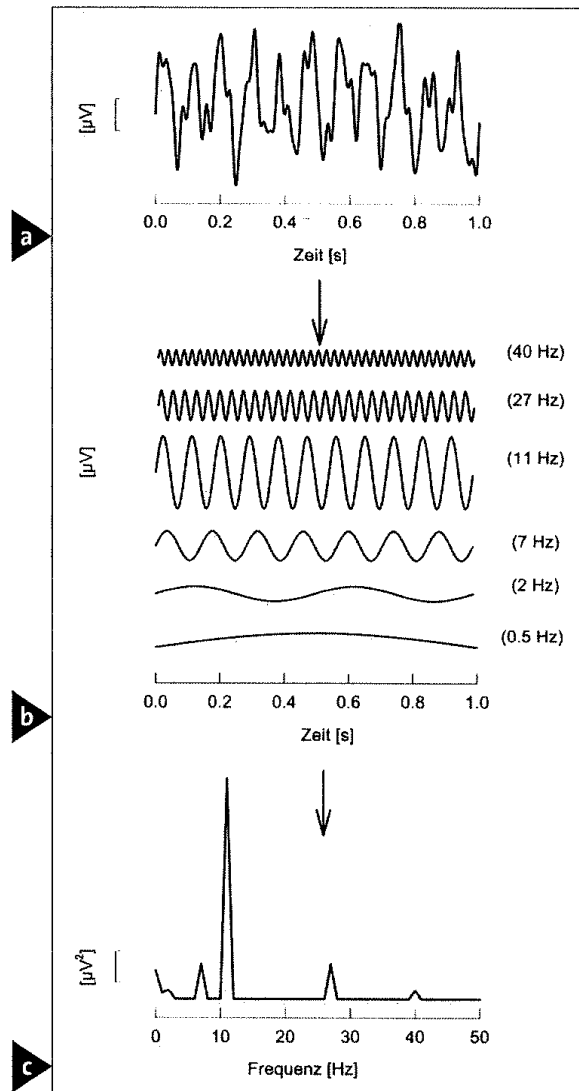 [µV]
0.0 0.2 0.4 0.6 0.8 1.0
Zeit [s]
a
(40 Hz)
(27 Hz)
[µV]
(11 Hz)
(7 Hz)
(2 Hz)
(0.5 Hz)
0.0 0.2 0.4 0.6 0.8 1.0
Zeit [s]
b
[µV²]
0 10 20 30 40 50
Frequenz [Hz]
c